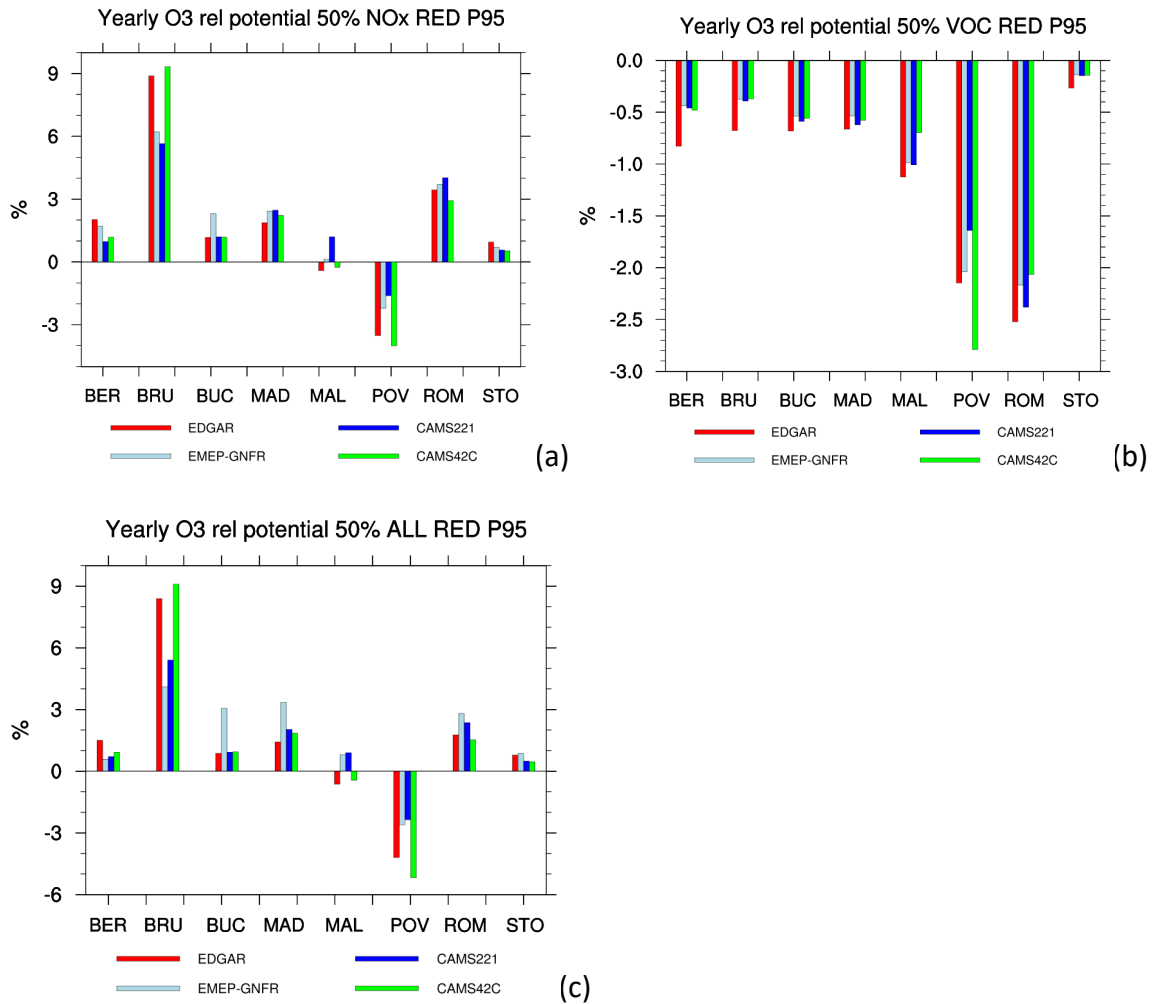 Yearly O3 rel potential 50% NOx RED P95
9
6
3
0
-3
%
BER BRU BUC MAD MAL POV ROM STO
EDGAR CAMS221
EMEP-GNFR CAMS42C
(a)
Yearly O3 rel potential 50% VOC RED P95
0.0
-0.5
-1.0
-1.5
-2.0
-2.5
-3.0
%
BER BRU BUC MAD MAL POV ROM STO
EDGAR CAMS221
EMEP-GNFR CAMS42C
(b)
Yearly O3 rel potential 50% ALL RED P95
9
6
3
0
-3
-6
%
BER BRU BUC MAD MAL POV ROM STO
EDGAR CAMS221
EMEP-GNFR CAMS42C
(c)